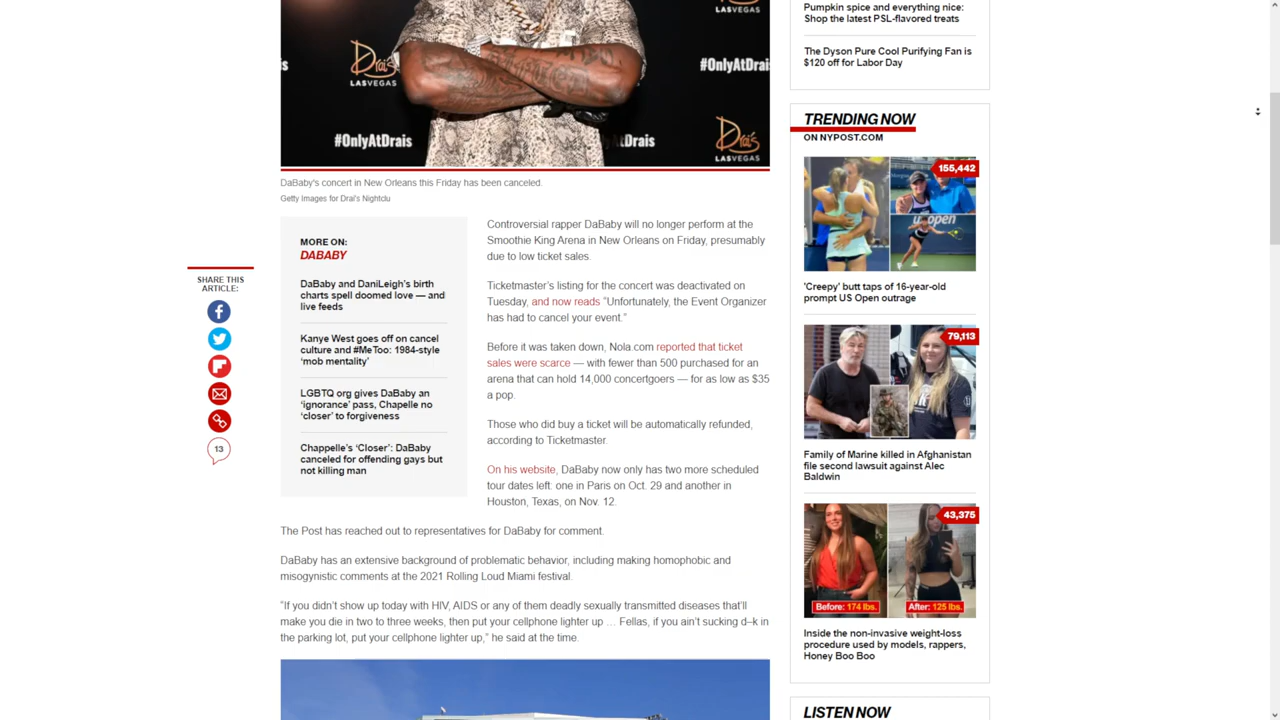 Drai's
LASVEGAS
s
#OnlyAtDrais
#OnlyAtDrai
#OnlyAtDrais
Drais
Drai's
LASVEGAS
DaBaby's concert in New Orleans this Friday has been canceled.
Getty Images for Drai's Nightclu
SHARE THIS
ARTICLE:
13
MORE ON:
DABABY
DaBaby and DaniLeigh's birth
charts spell doomed love — and
live feeds
Kanye West goes off on cancel
culture and #MeToo: 1984-style
'mob mentality'
LGBTQ org gives DaBaby an
'ignorance' pass, Chapelle no
'closer' to forgiveness
Chappelle's 'Closer': DaBaby
canceled for offending gays but
not killing man
Controversial rapper DaBaby will no longer perform at the
Smoothie King Arena in New Orleans on Friday, presumably
due to low ticket sales.
Ticketmaster's listing for the concert was deactivated on
Tuesday, and now reads "Unfortunately, the Event Organizer
has had to cancel your event."
Before it was taken down, Nola.com reported that ticket
sales were scarce — with fewer than 500 purchased for an
arena that can hold 14,000 concertgoers — for as low as $35
a pop.
Those who did buy a ticket will be automatically refunded,
according to Ticketmaster.
On his website, DaBaby now only has two more scheduled
tour dates left: one in Paris on Oct. 29 and another in
Houston, Texas, on Nov. 12.
The Post has reached out to representatives for DaBaby for comment.
DaBaby has an extensive background of problematic behavior, including making homophobic and
misogynistic comments at the 2021 Rolling Loud Miami festival.
"If you didn't show up today with HIV, AIDS or any of them deadly sexually transmitted diseases that'll
make you die in two to three weeks, then put your cellphone lighter up … Fellas, if you ain't sucking d–k in
the parking lot, put your cellphone lighter up," he said at the time.
LASVEGAS
Pumpkin spice and everything nice:
Shop the latest PSL-flavored treats
The Dyson Pure Cool Purifying Fan is
$120 off for Labor Day
TRENDING NOW
ON NYPOST.COM
155,442
open
'Creepy' butt taps of 16-year-old
prompt US Open outrage
79,113
Family of Marine killed in Afghanistan
file second lawsuit against Alec
Baldwin
43,375
Before: 174 lbs.
After: 125 lbs.
Inside the non-invasive weight-loss
procedure used by models, rappers,
Honey Boo Boo
LISTEN NOW